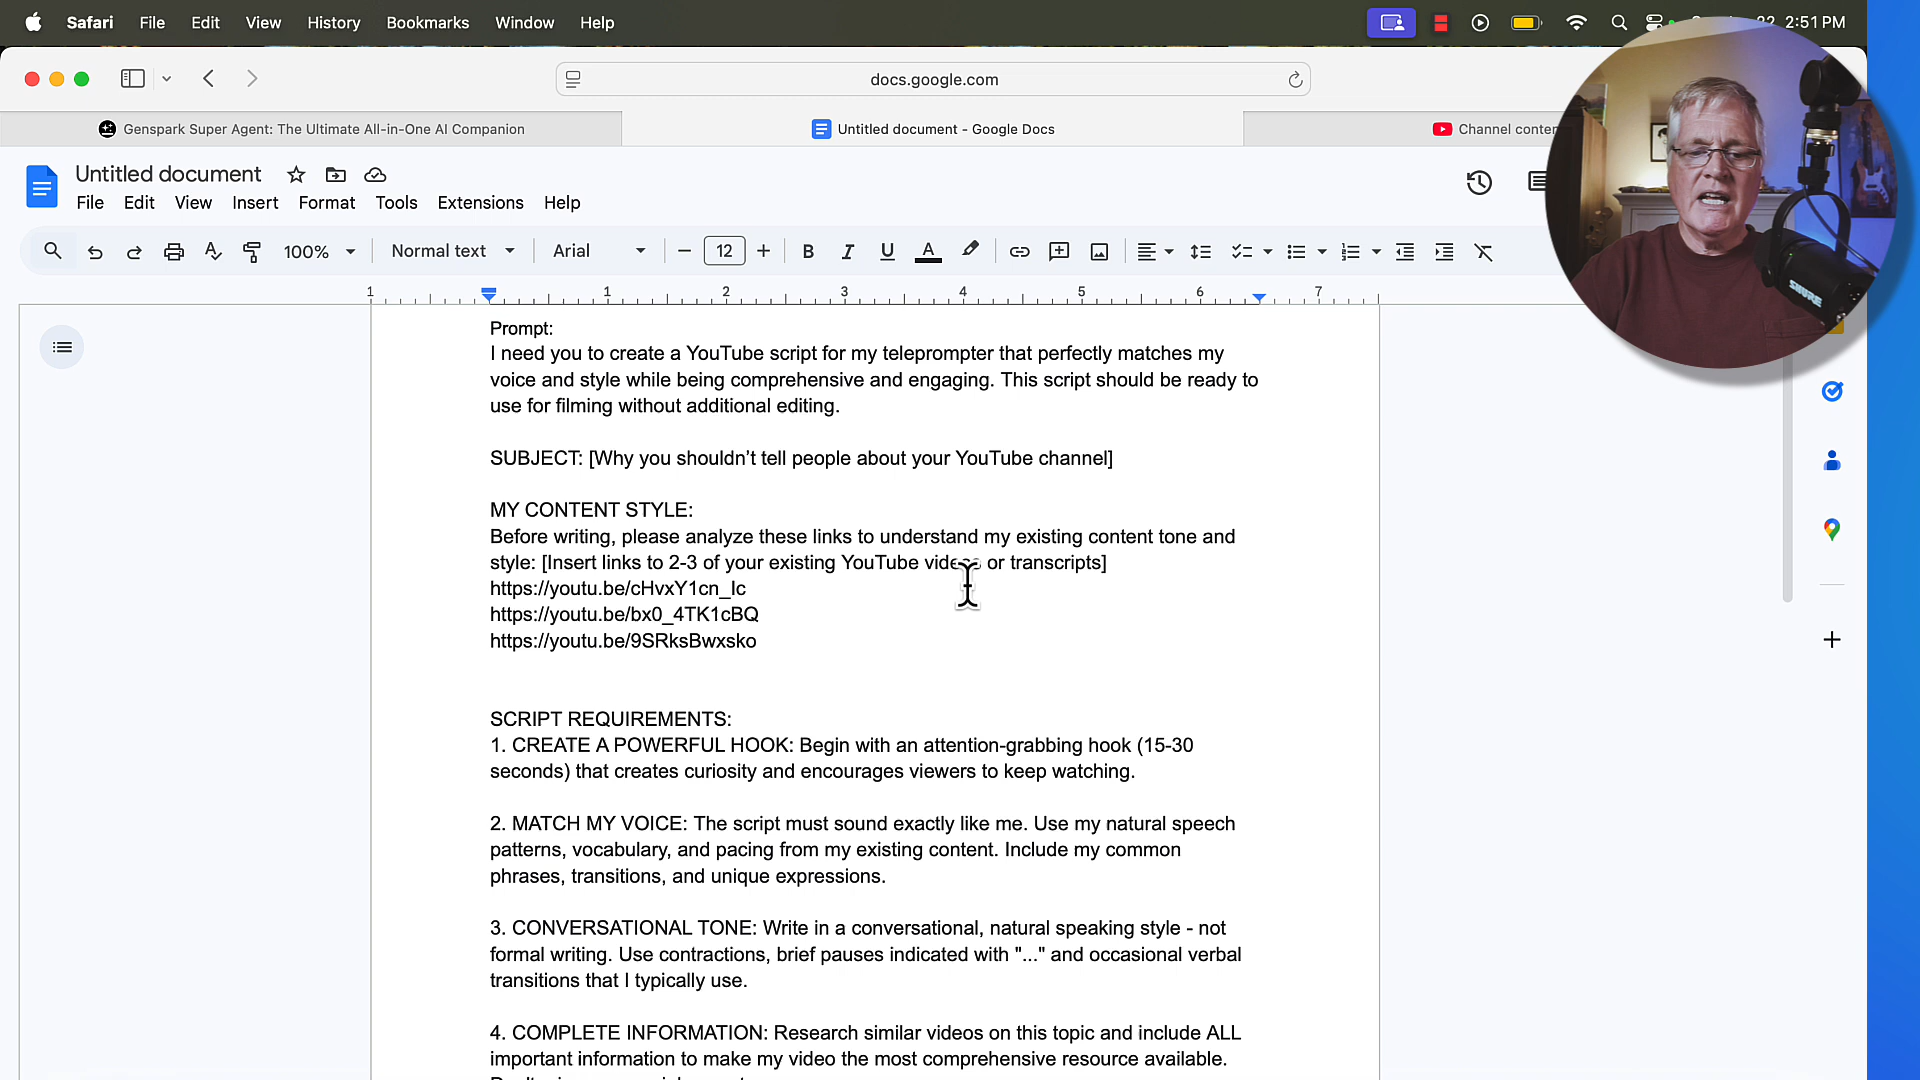 Safari File Edit View History Bookmarks Window Help 2:51 PM
docs.google.com
Genspark Super Agent: The Ultimate All-in-One AI Companion
Untitled document - Google Docs
Channel conten
Untitled document
File Edit View Insert Format Tools Extensions Help
100% Normal text Arial 12
1 1 2 3 4 5 6 7
Prompt:
I need you to create a YouTube script for my teleprompter that perfectly matches my
voice and style while being comprehensive and engaging. This script should be ready to
use for filming without additional editing.
SUBJECT: [Why you shouldn’t tell people about your YouTube channel]
MY CONTENT STYLE:
Before writing, please analyze these links to understand my existing content tone and
style: [Insert links to 2-3 of your existing YouTube videos or transcripts]
https://youtu.be/cHvxY1cn_Ic
https://youtu.be/bx0_4TK1cBQ
https://youtu.be/9SRksBwxsko
SCRIPT REQUIREMENTS:
1. CREATE A POWERFUL HOOK: Begin with an attention-grabbing hook (15-30
seconds) that creates curiosity and encourages viewers to keep watching.
2. MATCH MY VOICE: The script must sound exactly like me. Use my natural speech
patterns, vocabulary, and pacing from my existing content. Include my common
phrases, transitions, and unique expressions.
3. CONVERSATIONAL TONE: Write in a conversational, natural speaking style - not
formal writing. Use contractions, brief pauses indicated with "..." and occasional verbal
transitions that I typically use.
4. COMPLETE INFORMATION: Research similar videos on this topic and include ALL
important information to make my video the most comprehensive resource available.
SHURE